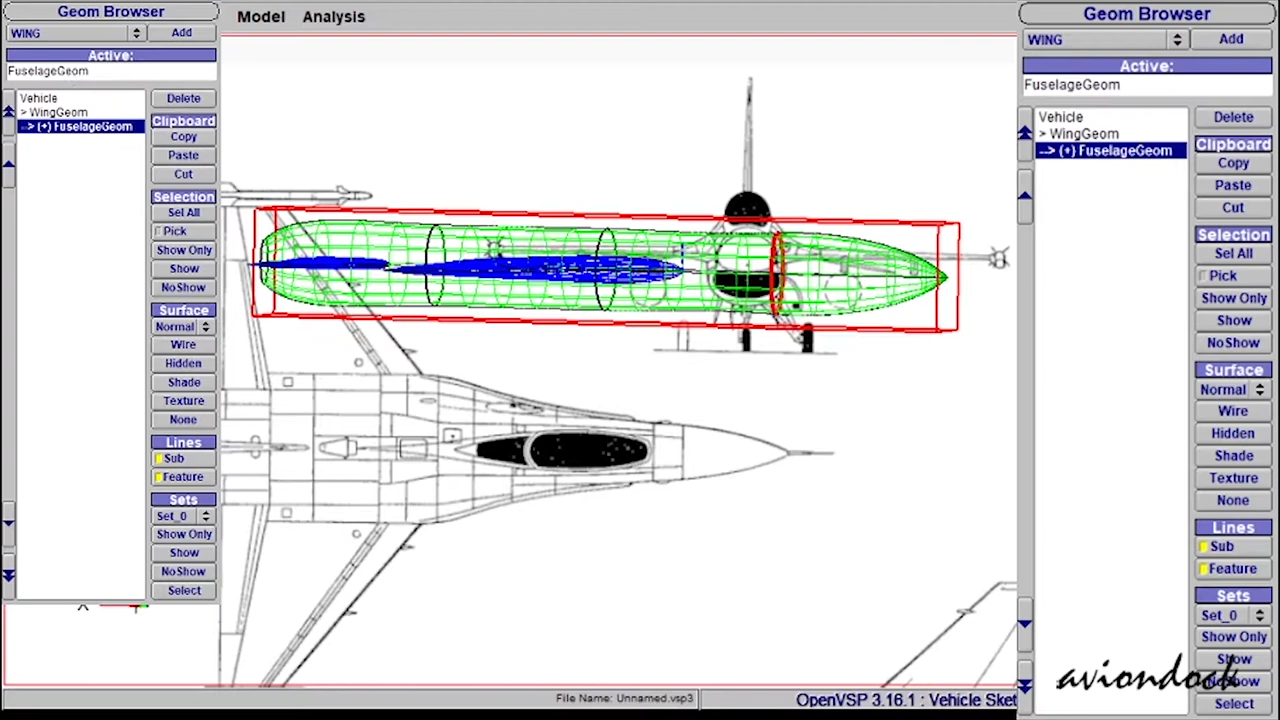 Geom Browser
WING
Add
Active:
FuselageGeom
Vehicle
> WingGeom
--> (+) FuselageGeom
Delete
Clipboard
Copy
Paste
Cut
Selection
Sel All
Pick
Show Only
Show
NoShow
Surface
Normal
Wire
Hidden
Shade
Texture
None
Lines
Sub
Feature
Sets
Set_0
Show Only
Show
NoShow
Select
Model Analysis
File Name: Unnamed.vsp3
OpenVSP 3.16.1 : Vehicle Sket
Geom Browser
WING
Add
Active:
FuselageGeom
Vehicle
> WingGeom
--> (+) FuselageGeom
Delete
Clipboard
Copy
Paste
Cut
Selection
Sel All
Pick
Show Only
Show
NoShow
Surface
Normal
Wire
Hidden
Shade
Texture
None
Lines
Sub
Feature
Sets
Set_0
Show Only
Show
NoShow
Select
aviondock